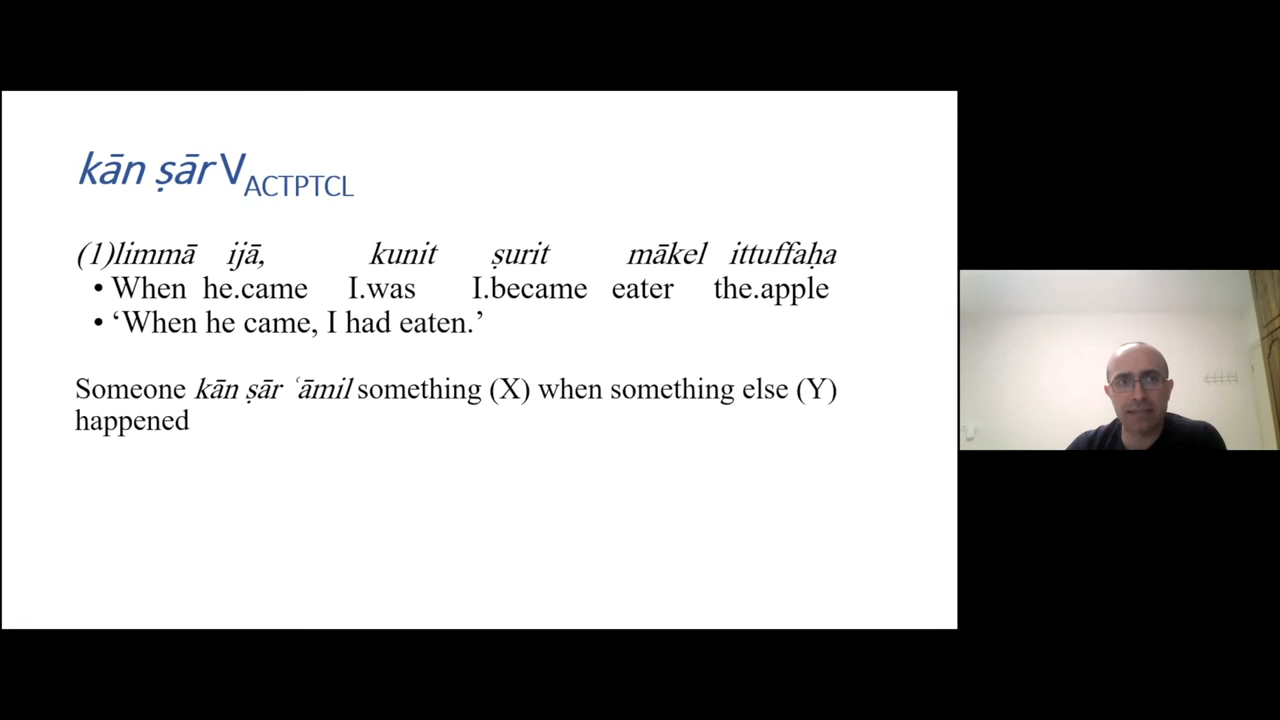 kān ṣār V ACTPTCL
(1)limmā ijā, kunit ṣurit mākel ittuffaḥa
• When he.came I.was I.became eater the.apple
• ‘When he came, I had eaten.’
Someone kān ṣār ʿāmil something (X) when something else (Y)
happened